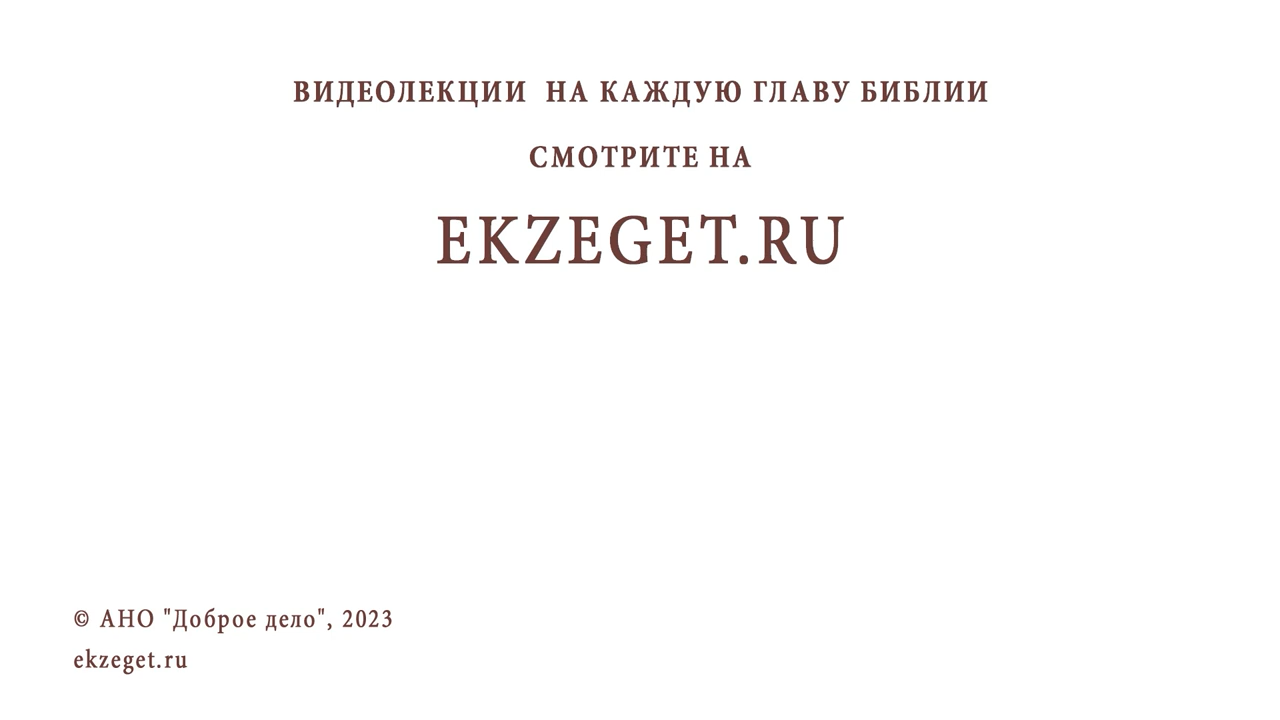 ВИДЕОЛЕКЦИИ НА КАЖДУЮ ГЛАВУ БИБЛИИ
СМОТРИТЕ НА
EKZEGET.RU
© АНО "Доброе дело", 2023
ekzeget.ru